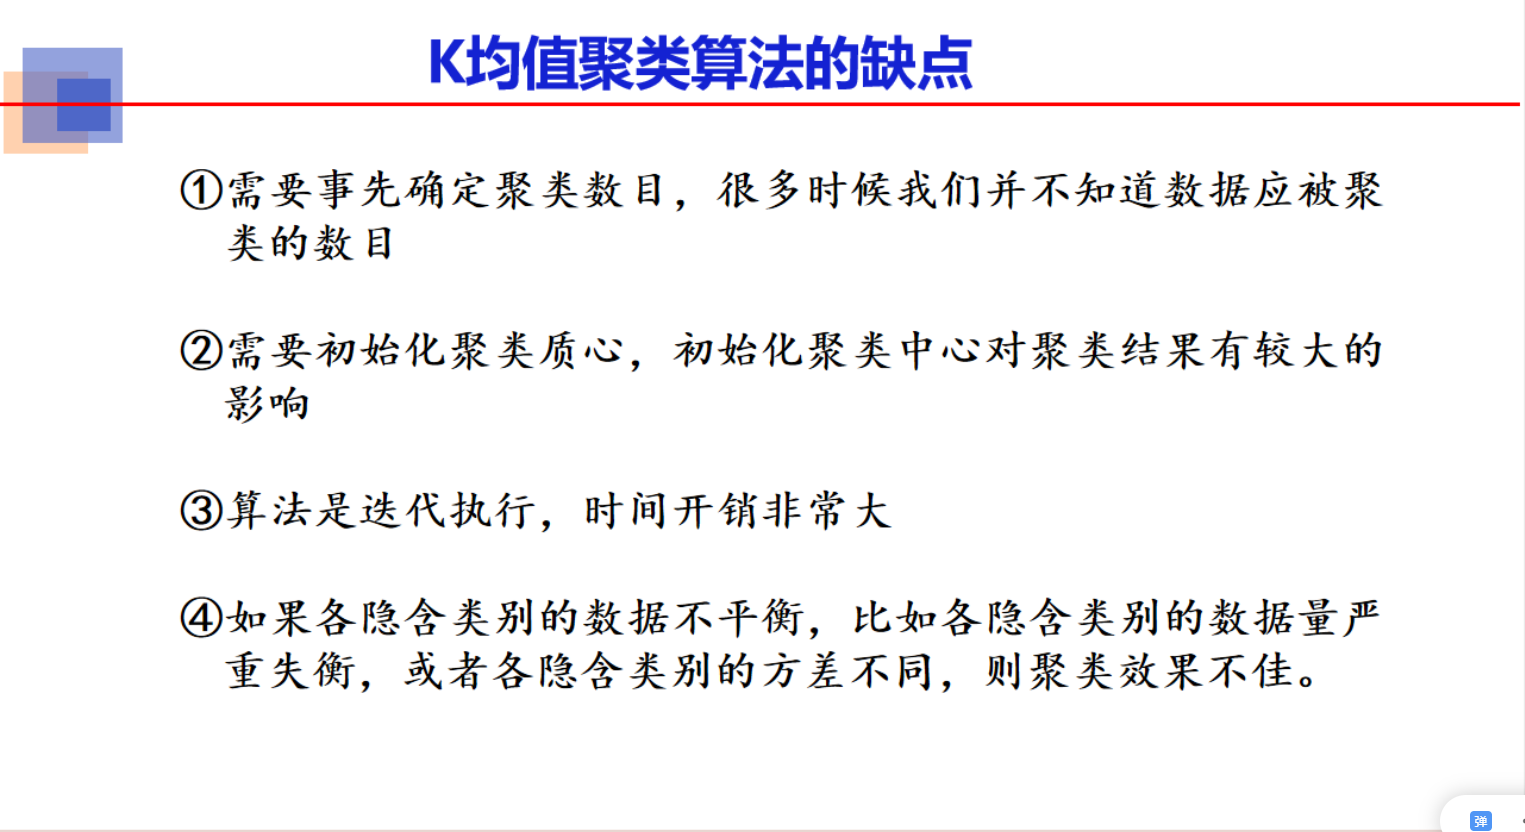 K均值聚类算法的缺点
①需要事先确定聚类数目，很多时候我们并不知道数据应被聚
类的数目
②需要初始化聚类质心，初始化聚类中心对聚类结果有较大的
影响
③算法是迭代执行，时间开销非常大
④如果各隐含类别的数据不平衡，比如各隐含类别的数据量严
重失衡，或者各隐含类别的方差不同，则聚类效果不佳。
弹